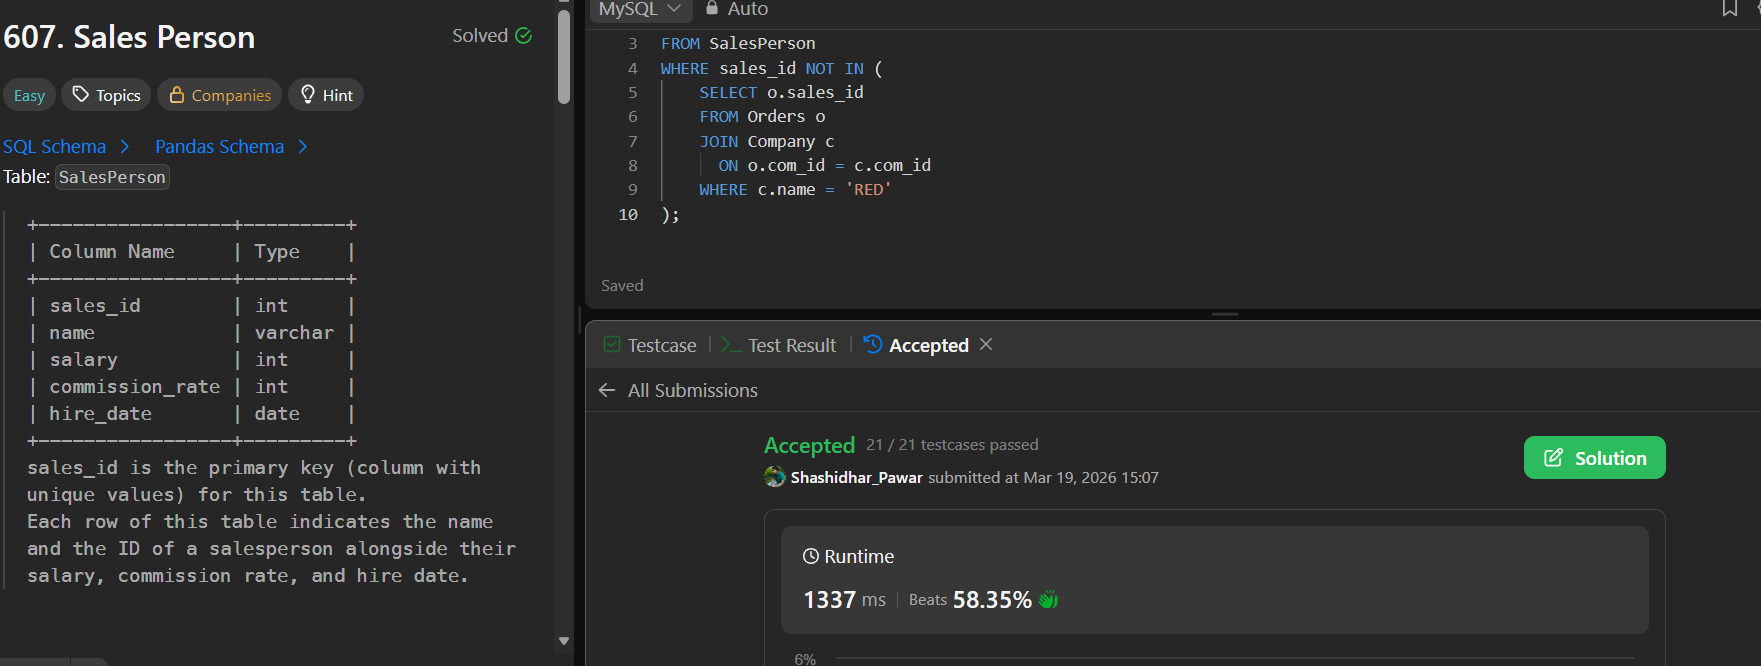 607. Sales Person
Solved
Easy
Topics
Companies
Hint
SQL Schema
Pandas Schema
Table: SalesPerson
+-----------------+---------+
| Column Name     | Type    |
+-----------------+---------+
| sales_id        | int     |
| name            | varchar |
| salary          | int     |
| commission_rate | int     |
| hire_date       | date    |
+-----------------+---------+
sales_id is the primary key (column with
unique values) for this table.
Each row of this table indicates the name
and the ID of a salesperson alongside their
salary, commission rate, and hire date.
MySQL
Auto
3 FROM SalesPerson
4 WHERE sales_id NOT IN (
5 SELECT o.sales_id
6 FROM Orders o
7 JOIN Company c
8 ON o.com_id = c.com_id
9 WHERE c.name = 'RED'
10 );
Saved
Testcase
Test Result
Accepted
All Submissions
Accepted 21 / 21 testcases passed
Shashidhar_Pawar submitted at Mar 19, 2026 15:07
Solution
Runtime
1337 ms | Beats 58.35%
6%